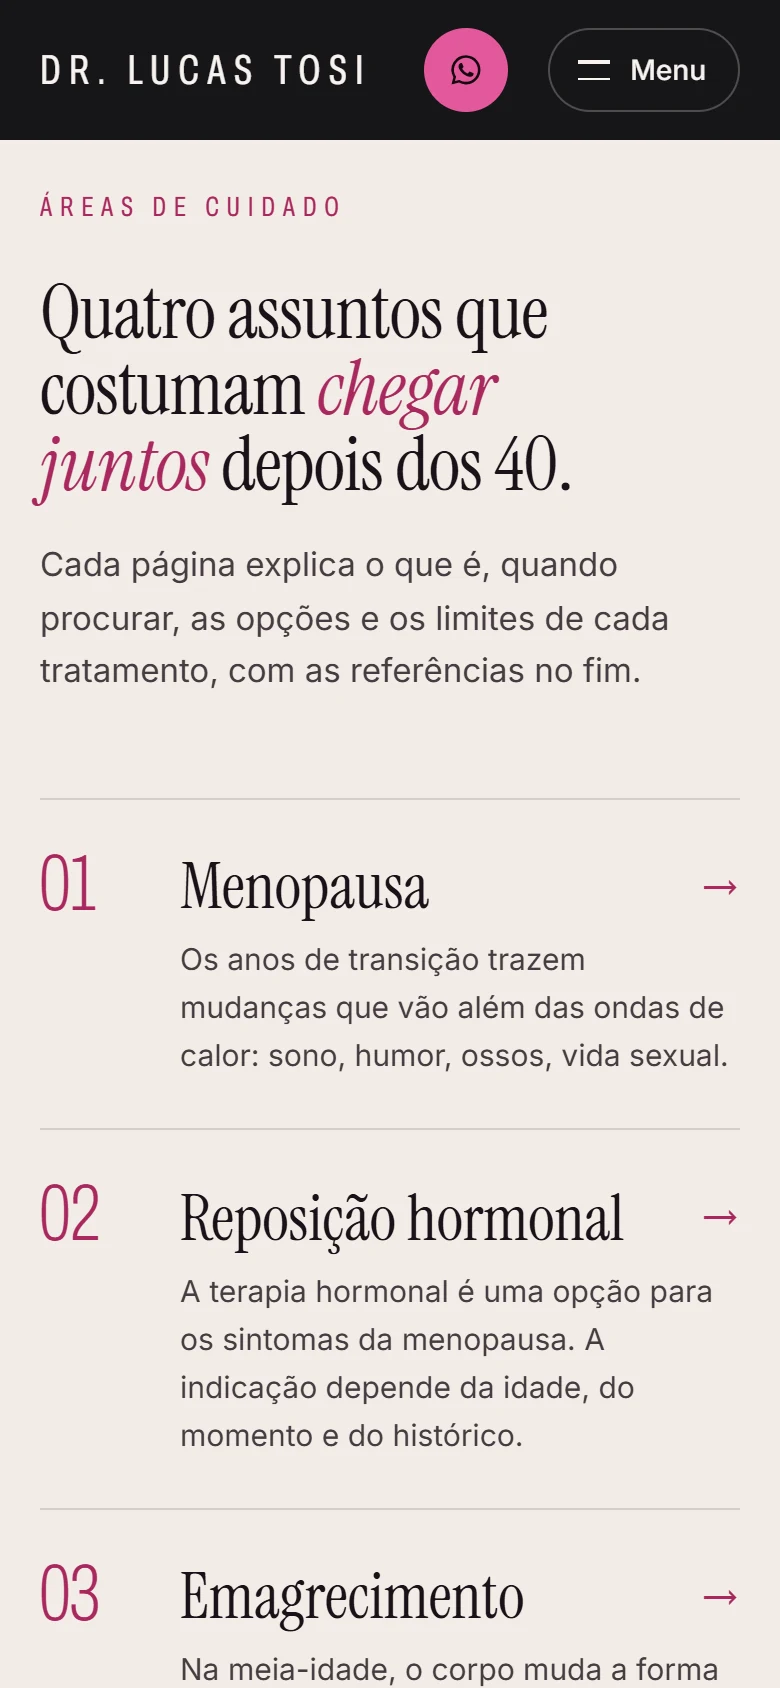 DR. LUCAS TOSI
Menu
ÁREAS DE CUIDADO
Quatro assuntos que
costumam chegar
juntos depois dos 40.
Cada página explica o que é, quando
procurar, as opções e os limites de cada
tratamento, com as referências no fim.
01
Menopausa
→
Os anos de transição trazem
mudanças que vão além das ondas de
calor: sono, humor, ossos, vida sexual.
02
Reposição hormonal
→
A terapia hormonal é uma opção para
os sintomas da menopausa. A
indicação depende da idade, do
momento e do histórico.
03
Emagrecimento
→
Na meia-idade, o corpo muda a forma